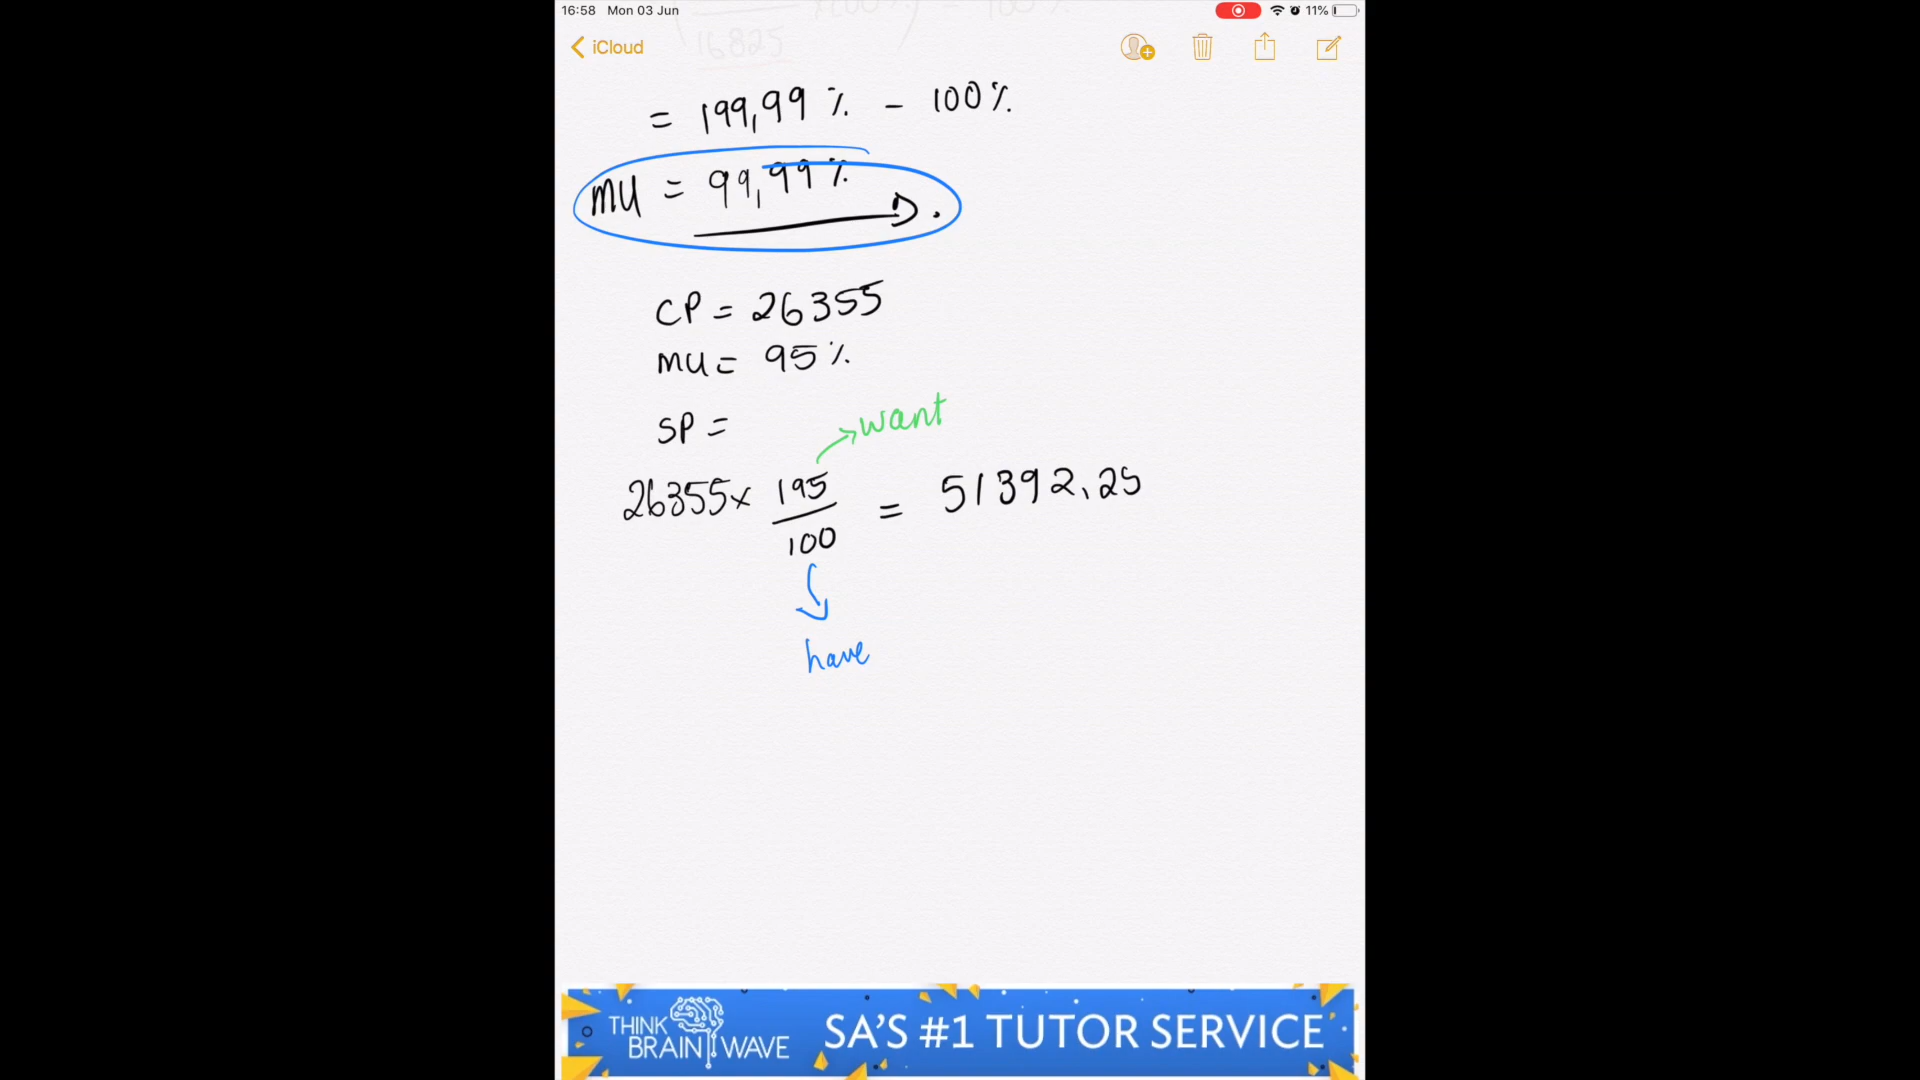 16:58 Mon 03 Jun 11%
16825
iCloud
= 199,99 % - 100%
mu = 99,99 % .
CP = 26355
mu = 95 %
want
SP =
26355 x 195/100 = 51392,25
have
THINK BRAIN WAVE
SA'S #1 TUTOR SERVICE